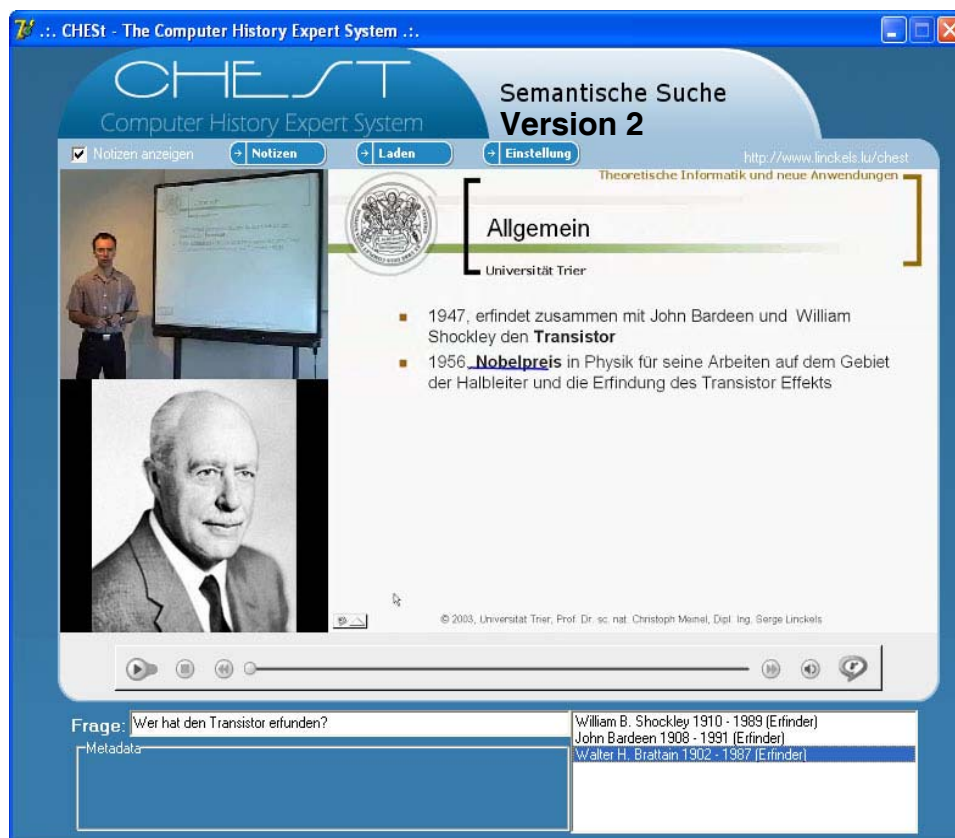 .:. CHESt - The Computer History Expert System .:.
CHEST
Computer History Expert System
Semantische Suche
Version 2
Notizen anzeigen
Notizen
Laden
Einstellung
http://www.linckels.lu/chest
Theoretische Informatik und neue Anwendungen
Allgemein
Universität Trier
1947, erfindet zusammen mit John Bardeen und William
Shockley den Transistor
1956, Nobelpreis in Physik für seine Arbeiten auf dem Gebiet
der Halbleiter und die Erfindung des Transistor Effekts
© 2003, Universität Trier, Prof. Dr. sc. nat. Christoph Meinel, Dipl. Ing. Serge Linckels
Frage:
Wer hat den Transistor erfunden?
Metadata
William B. Shockley 1910 - 1989 (Erfinder)
John Bardeen 1908 - 1991 (Erfinder)
Walter H. Brattain 1902 - 1987 (Erfinder)